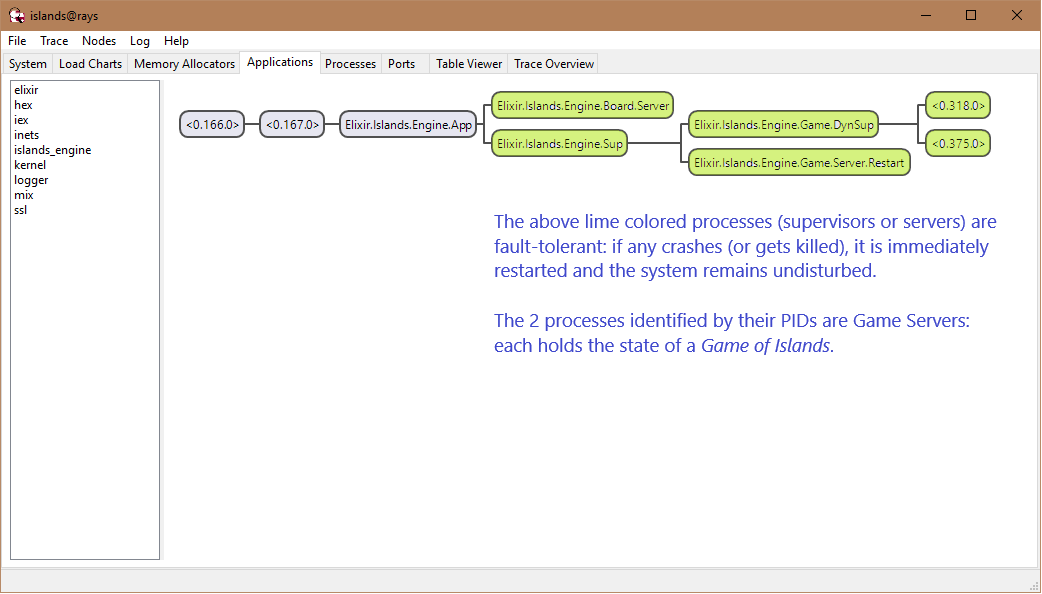 islands@rays
File Trace Nodes Log Help
System Load Charts Memory Allocators Applications Processes Ports Table Viewer Trace Overview
elixir
hex
iex
inets
islands_engine
kernel
logger
mix
ssl
<0.166.0> <0.167.0> Elixir.Islands.Engine.App
Elixir.Islands.Engine.Board.Server
Elixir.Islands.Engine.Sup
Elixir.Islands.Engine.Game.DynSup
Elixir.Islands.Engine.Game.Server.Restart
<0.318.0>
<0.375.0>
The above lime colored processes (supervisors or servers) are
fault-tolerant: if any crashes (or gets killed), it is immediately
restarted and the system remains undisturbed.
The 2 processes identified by their PIDs are Game Servers:
each holds the state of a Game of Islands.